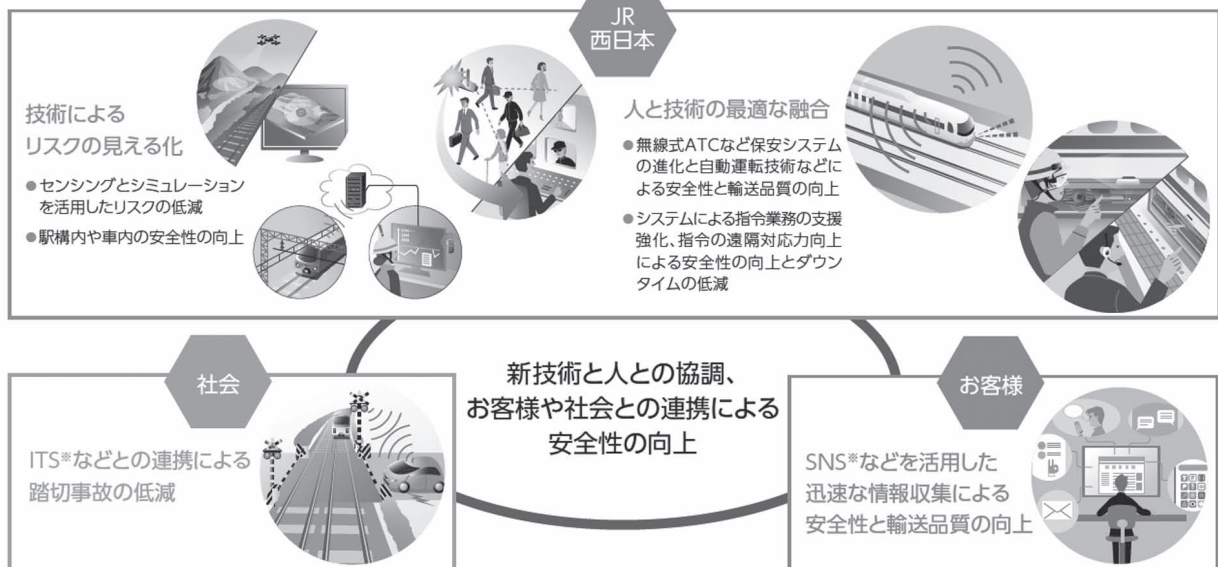 JR
西日本
技術による
リスクの見える化
●センシングとシミュレーション
を活用したリスクの低減
●駅構内や車内の安全性の向上
人と技術の最適な融合
●無線式ATCなど保安システム
の進化と自動運転技術などに
よる安全性と輸送品質の向上
●システムによる指令業務の支援
強化、指令の遠隔対応力向上
による安全性の向上とダウン
タイムの低減
新技術と人との協調、
お客様や社会との連携による
安全性の向上
社会
ITS※などとの連携による
踏切事故の低減
お客様
SNS※などを活用した
迅速な情報収集による
安全性と輸送品質の向上